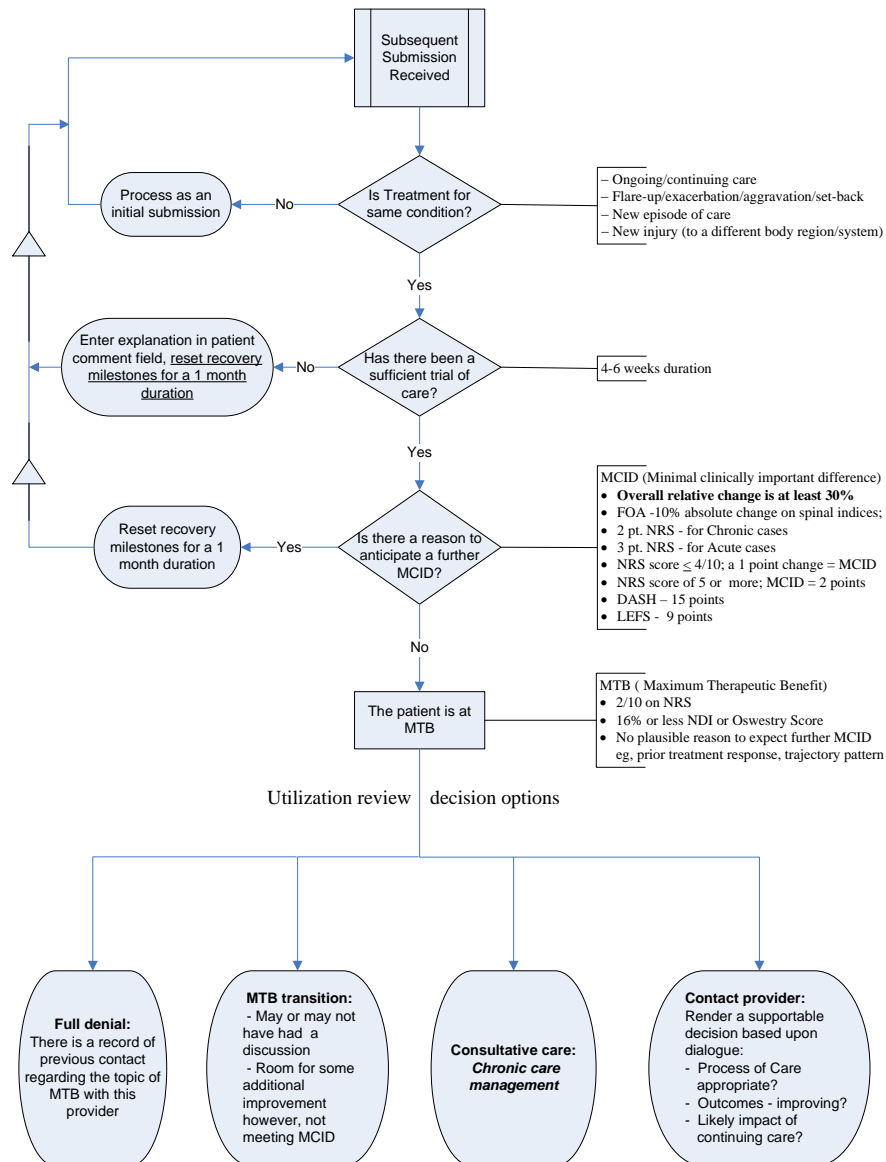 Subsequent
Submission
Received
Process as an
initial submission
No
Is Treatment for
same condition?
– Ongoing/continuing care
– Flare-up/exacerbation/aggravation/set-back
– New episode of care
– New injury (to a different body region/system)
Yes
Enter explanation in patient
comment field, reset recovery
milestones for a 1 month
duration
No
Has there been a
sufficient trial of
care?
4-6 weeks duration
Yes
Reset recovery
milestones for a 1
month duration
Yes
Is there a reason to
anticipate a further
MCID?
MCID (Minimal clinically important difference)
• Overall relative change is at least 30%
• FOA -10% absolute change on spinal indices;
• 2 pt. NRS - for Chronic cases
• 3 pt. NRS - for Acute cases
• NRS score ≤ 4/10; a 1 point change = MCID
• NRS score of 5 or more; MCID = 2 points
• DASH – 15 points
• LEFS - 9 points
No
The patient is at
MTB
MTB ( Maximum Therapeutic Benefit)
• 2/10 on NRS
• 16% or less NDI or Oswestry Score
• No plausible reason to expect further MCID
eg, prior treatment response, trajectory pattern
Utilization review decision options
Full denial:
There is a record of
previous contact
regarding the topic of
MTB with this
provider
MTB transition:
- May or may not
have had a
discussion
- Room for some
additional
improvement
however, not
meeting MCID
Consultative care:
Chronic care
management
Contact provider:
Render a supportable
decision based upon
dialogue:
- Process of Care
appropriate?
- Outcomes - improving?
- Likely impact of
continuing care?